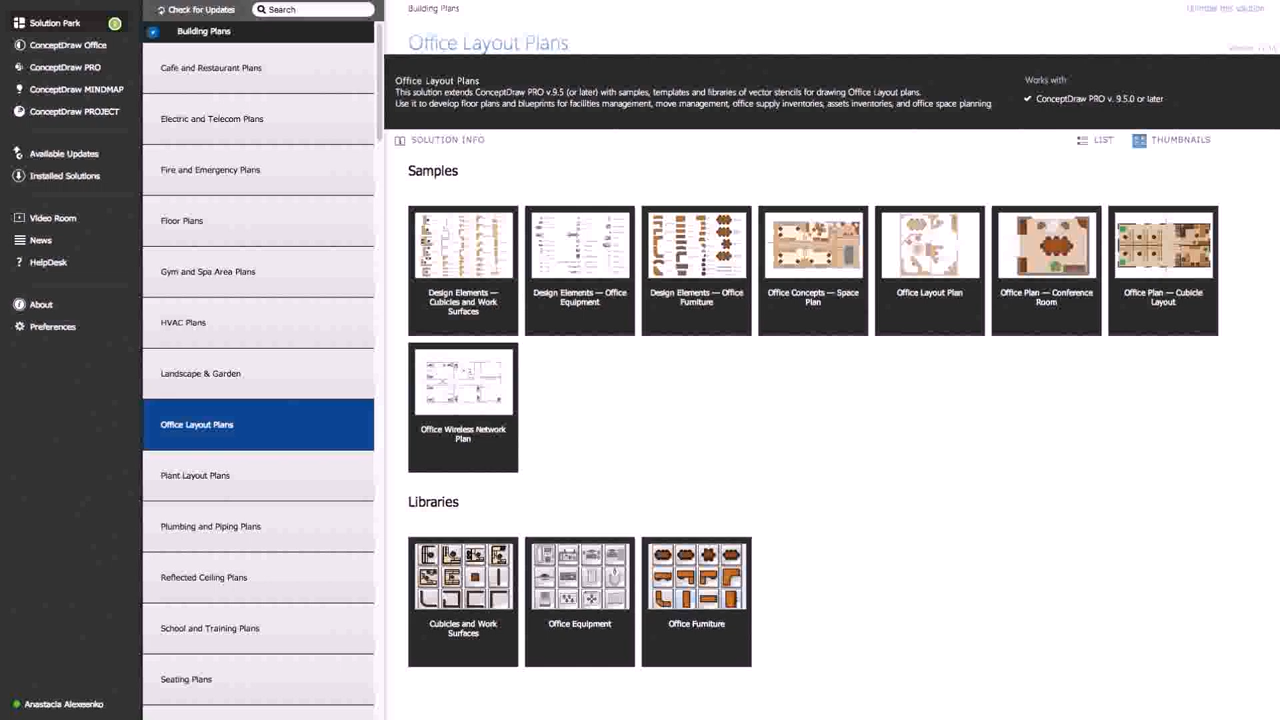 Solution Park
ConceptDraw Office
ConceptDraw PRO
ConceptDraw MINDMAP
ConceptDraw PROJECT
Available Updates
Installed Solutions
Video Room
News
HelpDesk
About
Preferences
Anastacia Alexeenko
Check for Updates
Search
Building Plans
Cafe and Restaurant Plans
Electric and Telecom Plans
Fire and Emergency Plans
Floor Plans
Gym and Spa Area Plans
HVAC Plans
Landscape & Garden
Office Layout Plans
Plant Layout Plans
Plumbing and Piping Plans
Reflected Ceiling Plans
School and Training Plans
Seating Plans
Building Plans
Uninstall this solution
Office Layout Plans
Office Layout Plans
This solution extends ConceptDraw PRO v.9.5 (or later) with samples, templates and libraries of vector stencils for drawing Office Layout plans.
Use it to develop floor plans and blueprints for facilities management, move management, office supply inventories, assets inventories, and office space planning
Works with:
✔ ConceptDraw PRO v. 9.5.0 or later
SOLUTION INFO
LIST
THUMBNAILS
Samples
Design Elements —
Cubicles and Work
Surfaces
Design Elements — Office
Equipment
Design Elements — Office
Furniture
Office Concepts — Space
Plan
Office Layout Plan
Office Plan — Conference
Room
Office Plan — Cubicle
Layout
Office Wireless Network
Plan
Libraries
Cubicles and Work
Surfaces
Office Equipment
Office Furniture